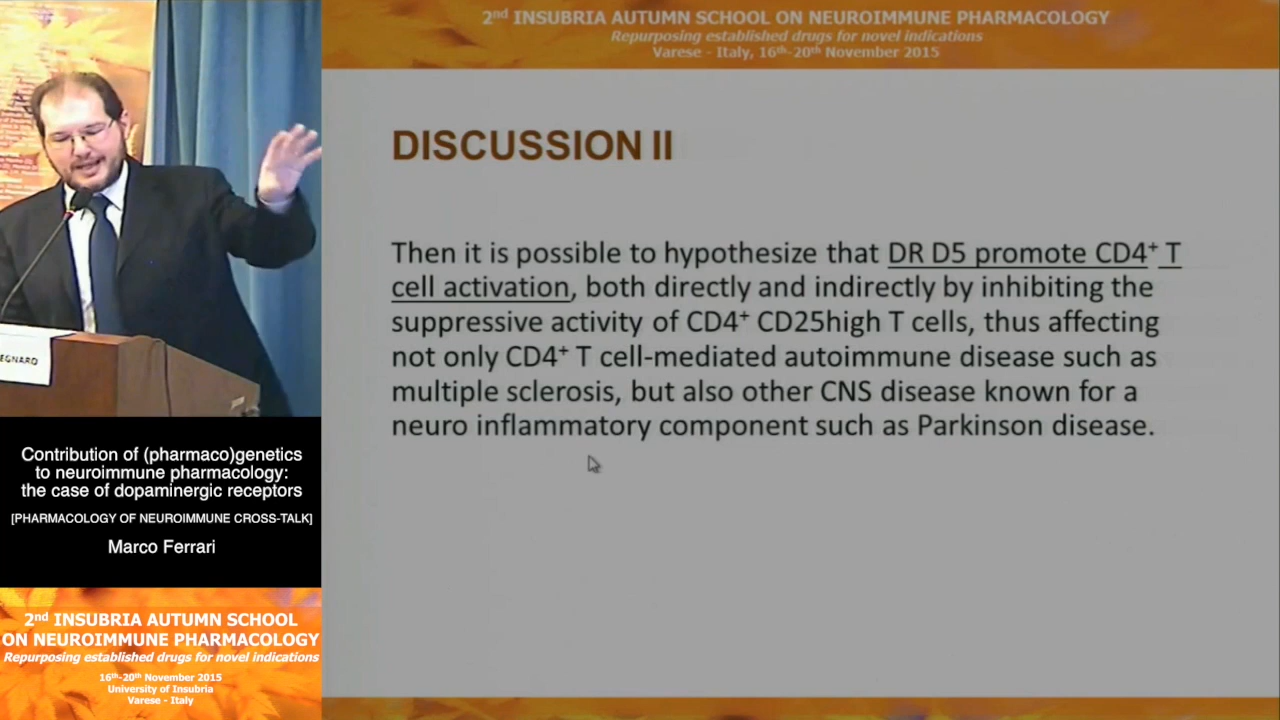 2nd INSUBRIA AUTUMN SCHOOL ON NEUROIMMUNE PHARMACOLOGY
Repurposing established drugs for novel indications
Varese - Italy, 16th-20th November 2015
DISCUSSION II
Then it is possible to hypothesize that DR D5 promote CD4+ T
cell activation, both directly and indirectly by inhibiting the
suppressive activity of CD4+ CD25high T cells, thus affecting
not only CD4+ T cell-mediated autoimmune disease such as
multiple sclerosis, but also other CNS disease known for a
neuro inflammatory component such as Parkinson disease.
EGNARD
Contribution of (pharmaco)genetics
to neuroimmune pharmacology:
the case of dopaminergic receptors
[PHARMACOLOGY OF NEUROIMMUNE CROSS-TALK]
Marco Ferrari
2nd INSUBRIA AUTUMN SCHOOL
ON NEUROIMMUNE PHARMACOLOGY
Repurposing established drugs for novel indications
16th-20th November 2015
University of Insubria
Varese - Italy